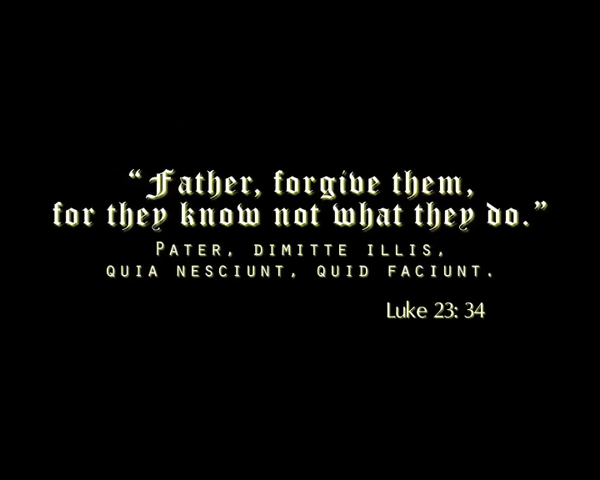 “Father, forgive them,
for they know not what they do.”
Pater, dimitte illis,
quia nesciunt, quid faciunt.
Luke 23: 34